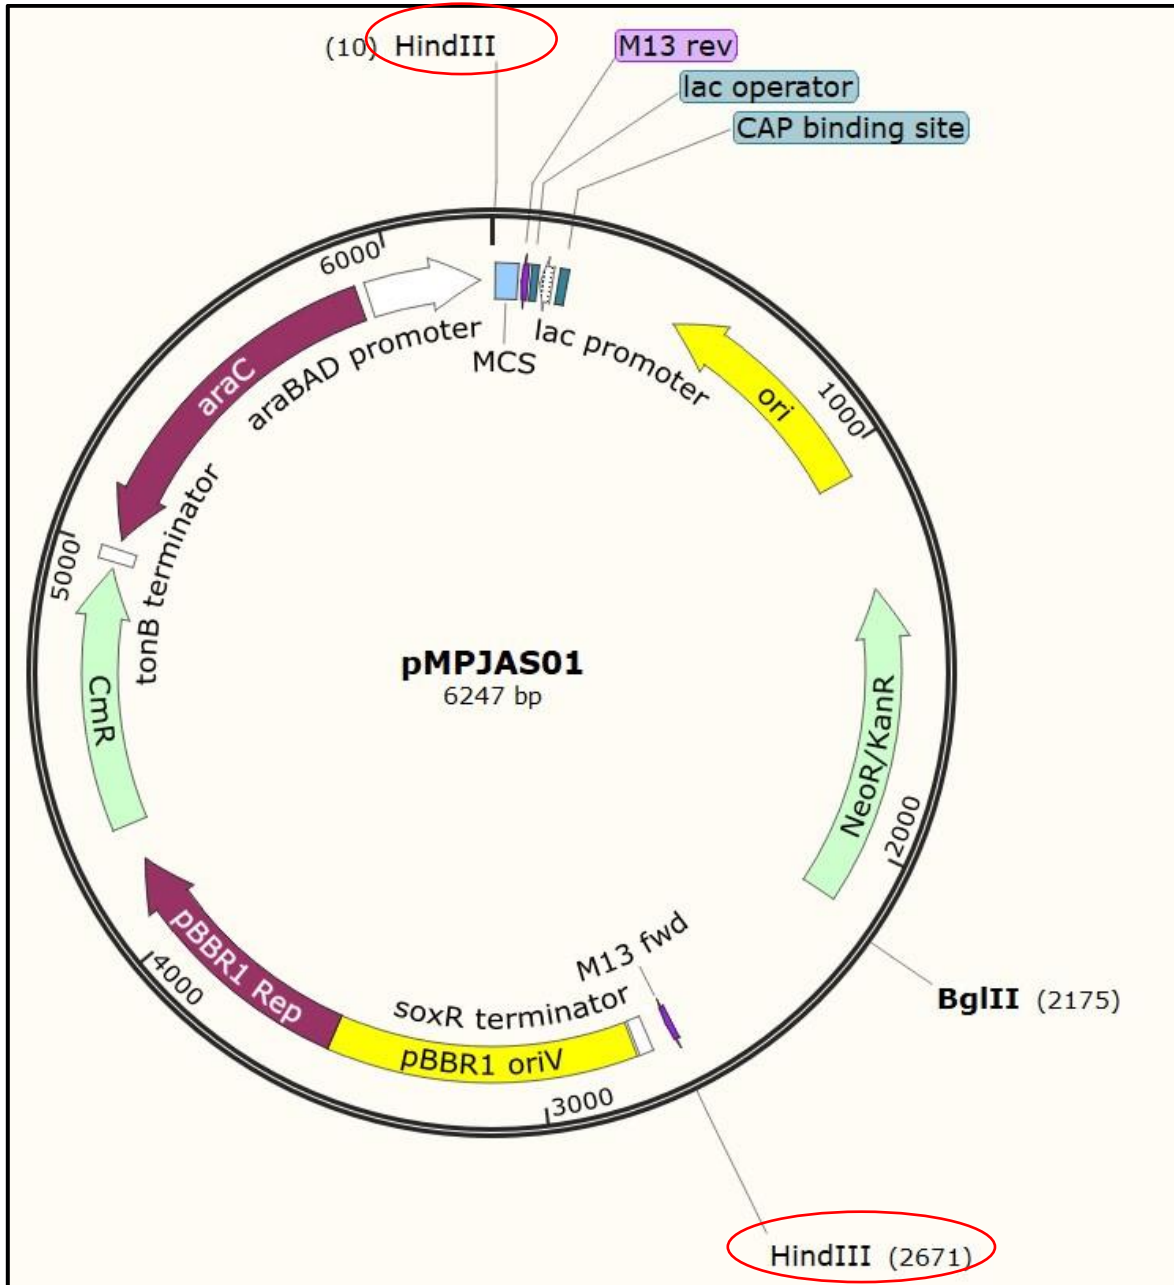 (10) HindIII
M13 rev
lac operator
CAP binding site
6000
araBAD promoter
MCS
lac promoter
ori
1000
araC
tonB terminator
5000
CmR
pMPJAS01
6247 bp
NeoR/KanR
2000
BglII (2175)
M13 fwd
soxR terminator
pBBR1 oriV
pBBR1 Rep
4000
3000
HindIII (2671)